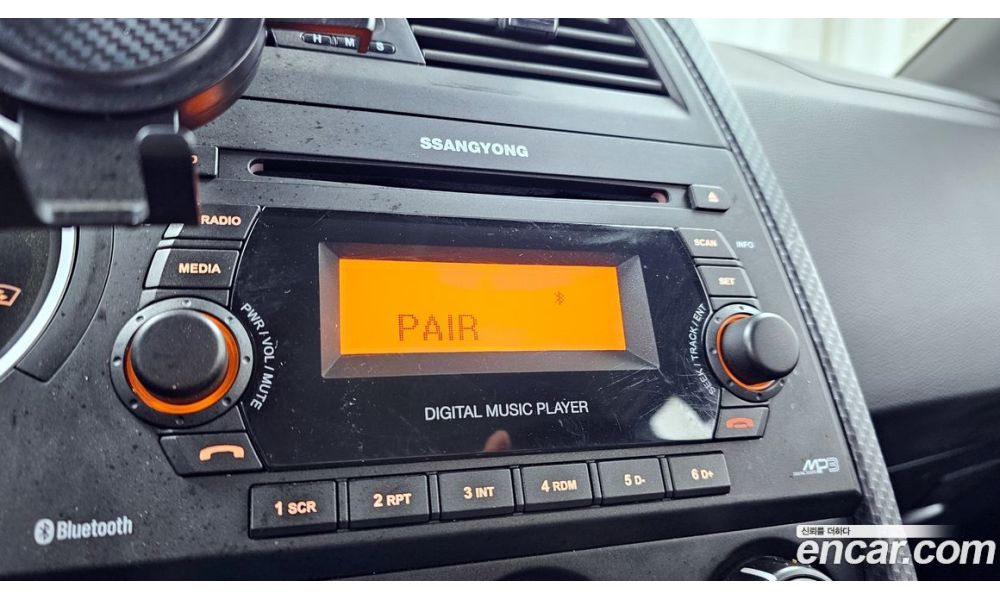 H M S
SSANGYONG
RADIO
SCAN
INFO
MEDIA
SET
PWR / VOL / MUTE
PAIR
SEEK / TRACK / ENT
DIGITAL MUSIC PLAYER
1 SCR
2 RPT
3 INT
4 RDM
5 D-
6 D+
MP3
Bluetooth
신뢰를 더하다
encar.com